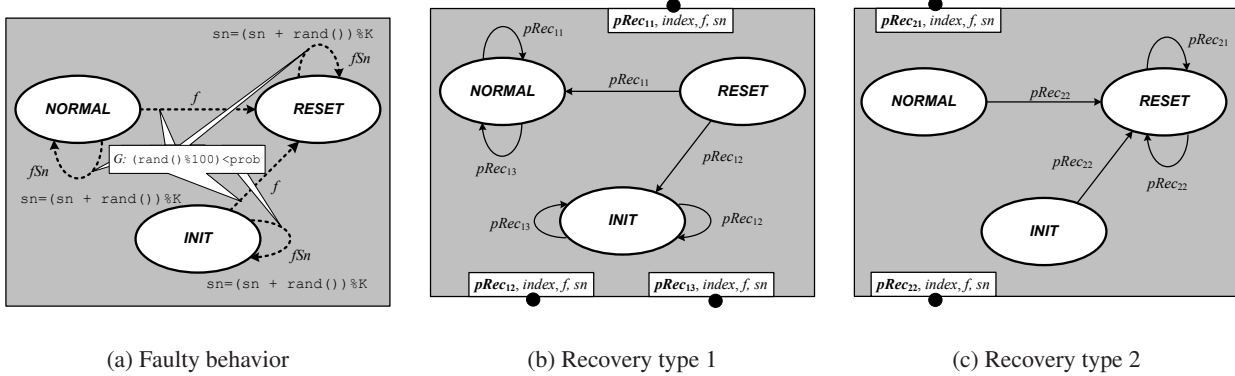 sn=(sn + rand())%K
fSn
NORMAL
f
RESET
G: (rand()%100)<prob
fSn
f
sn=(sn + rand())%K
INIT
fSn
sn=(sn + rand())%K
(a) Faulty behavior
pRec11, index, f, sn
pRec11
NORMAL
pRec11
RESET
pRec13
pRec12
pRec13
INIT
pRec12
pRec12, index, f, sn
pRec13, index, f, sn
(b) Recovery type 1
pRec21, index, f, sn
pRec21
NORMAL
pRec22
RESET
pRec22
pRec22
INIT
pRec22, index, f, sn
(c) Recovery type 2